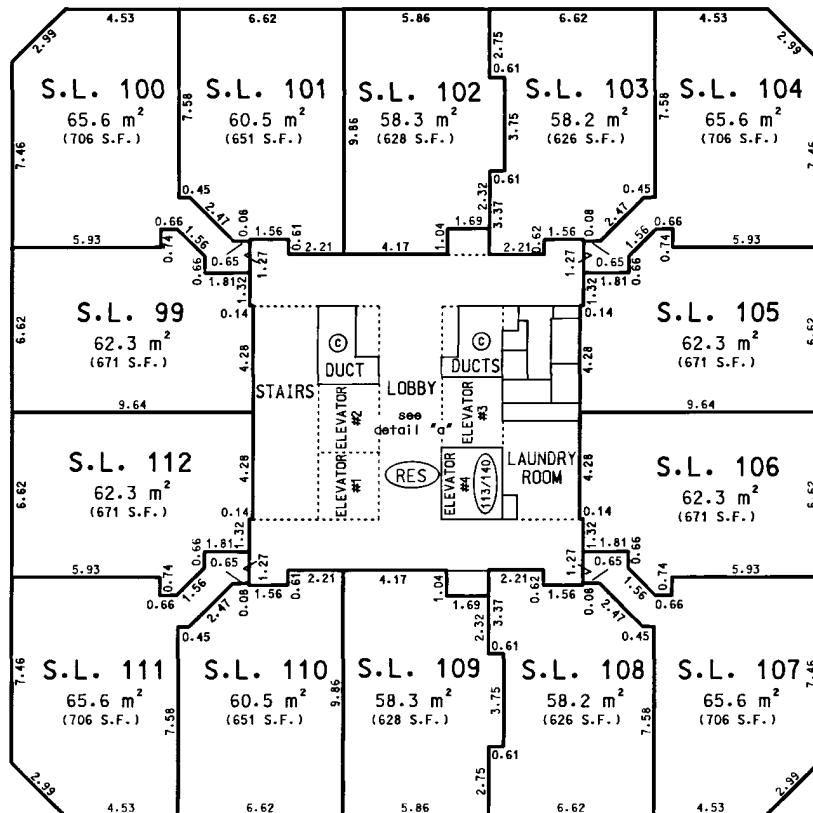 4.53 6.62 5.86 6.62 4.53
2.99 2.75 2.99
0.61
S.L. 100 S.L. 101 S.L. 102 S.L. 103 S.L. 104
65.6 m² 60.5 m² 58.3 m² 58.2 m² 65.6 m²
(706 S.F.) (651 S.F.) (628 S.F.) (626 S.F.) (706 S.F.)
7.46 7.58 9.86 3.75 7.58 7.46
0.61
0.45 2.47 2.32 2.47 0.45
0.66 0.08 1.69 3.37 0.08 0.66
5.93 0.74 1.56 1.56 0.61 2.21 4.17 1.04 2.21 0.62 1.56 1.56 0.74 5.93
0.66 0.65 1.27 1.27 0.65 0.66
1.81 1.32 1.32 1.81
S.L. 99 0.14 0.14 S.L. 105
62.3 m² 62.3 m²
(671 S.F.) (671 S.F.)
6.62 4.28 4.28 6.62
C C
DUCT DUCTS
STAIRS LOBBY
9.64 9.64
see
detail "a"
ELEVATOR #2 ELEVATOR #3
S.L. 112 S.L. 106
62.3 m² 62.3 m²
(671 S.F.) (671 S.F.)
6.62 4.28 4.28 6.62
ELEVATOR #1 RES ELEVATOR #4 113/140
LAUNDRY
ROOM
0.14 0.14
1.32 1.32
0.66 1.81 1.81 0.66
5.93 0.74 0.65 1.27 1.27 0.65 0.74 5.93
0.66 1.56 1.56 0.61 2.21 4.17 1.04 2.21 0.62 1.56 1.56 0.66
0.45 2.47 0.08 1.69 3.37 0.08 2.47 0.45
2.32
0.61
S.L. 111 S.L. 110 S.L. 109 S.L. 108 S.L. 107
65.6 m² 60.5 m² 58.3 m² 58.2 m² 65.6 m²
(706 S.F.) (651 S.F.) (628 S.F.) (626 S.F.) (706 S.F.)
7.46 7.58 9.86 3.75 7.58 7.46
0.61
2.99 2.75 2.99
4.53 6.62 5.86 6.62 4.53